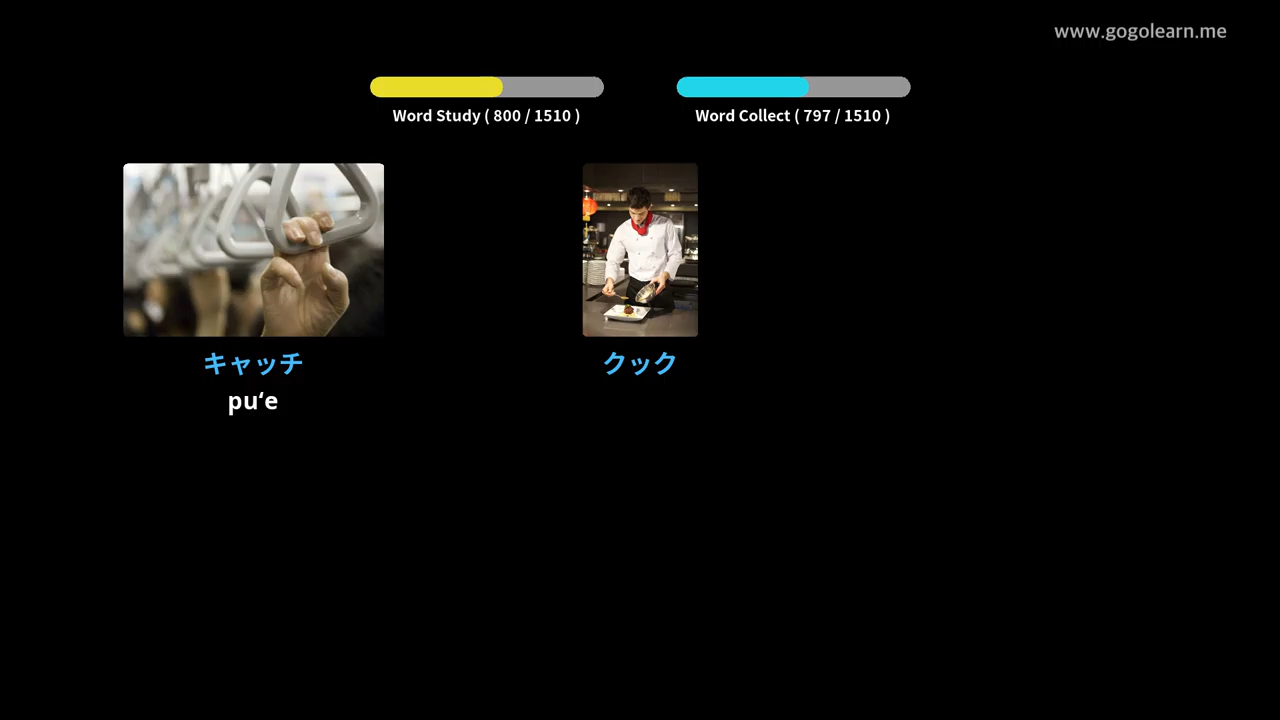 www.gogolearn.me
Word Study ( 800 / 1510 )
Word Collect ( 797 / 1510 )
キャッチ
クック
puʻe